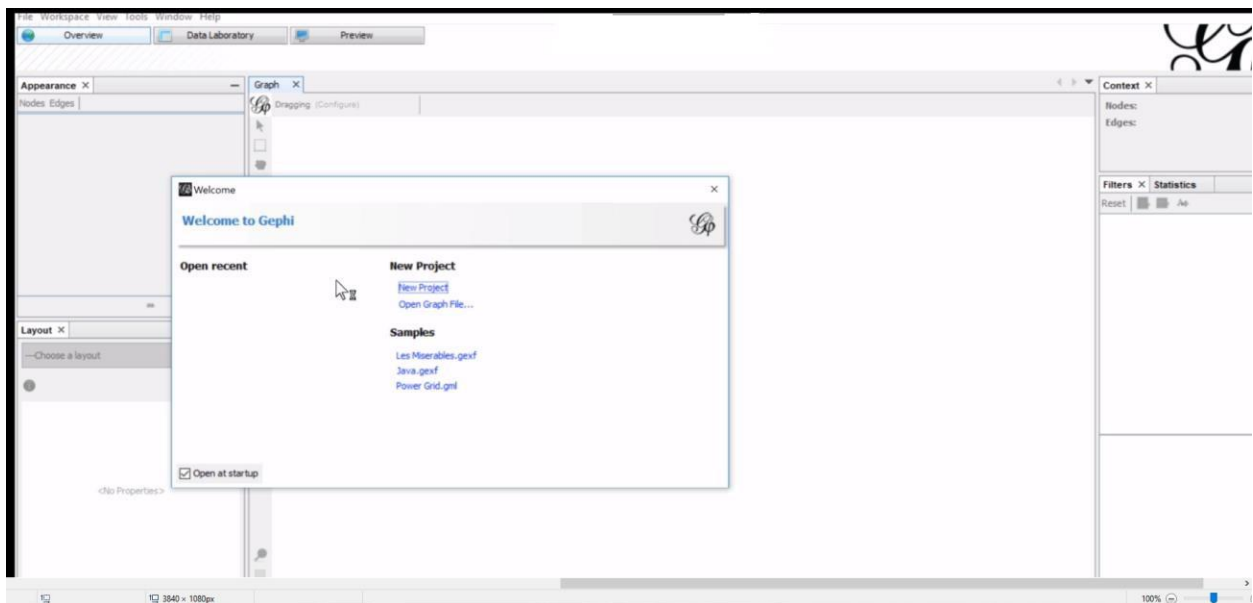 File Workspace View Tools Window Help
Overview Data Laboratory Preview
Appearance × Graph × Context ×
Nodes Edges Dragging (Configure) Nodes:
Edges:
Welcome ×
Filters × Statistics
Reset
Welcome to Gephi
Open recent New Project
New Project
Open Graph File...
Layout × Samples
---Choose a layout Les Miserables.gexf
Java.gexf
Power Grid.gml
Open at startup
<No Properties>
3840 × 1080px 100%